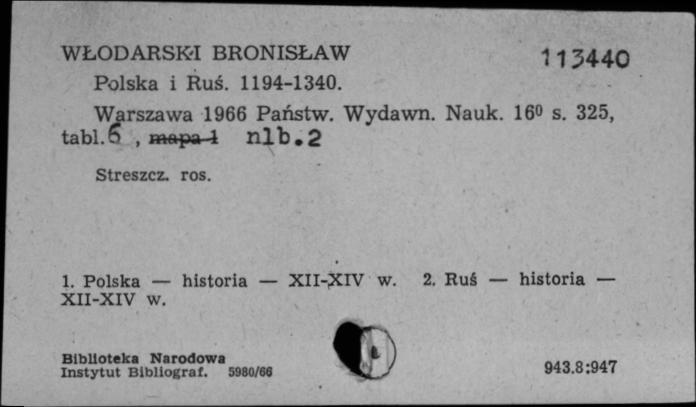 WŁODARSKI BRONISŁAW 113440
Polska i Ruś. 1194-1340.
Warszawa 1966 Państw. Wydawn. Nauk. 16⁰ s. 325,
tabl.6 , mapa 1 nlb.2
Streszcz. ros.
1. Polska — historia — XII-XIV w. 2. Ruś — historia —
XII-XIV w.
Biblioteka Narodowa
Instytut Bibliograf. 5980/66 943.8:947